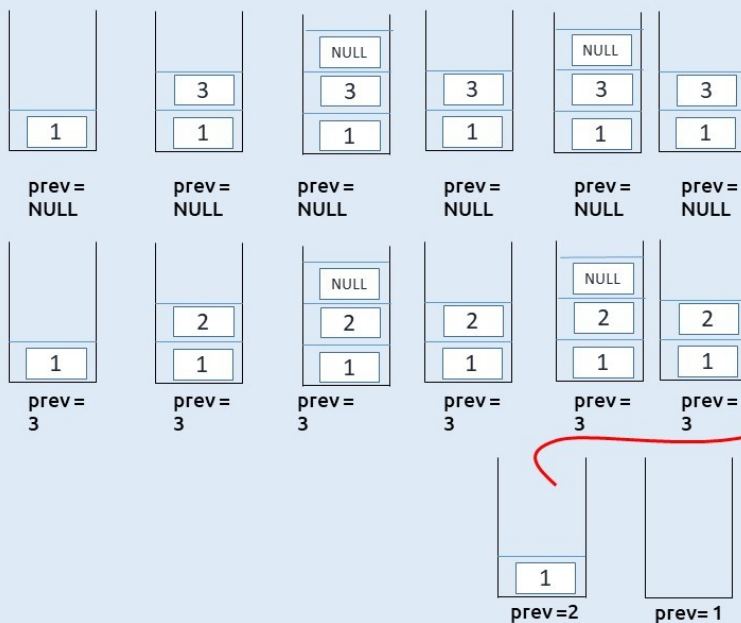 NULL NULL
3 3 3 3 3
1 1 1 1 1 1
prev = prev = prev = prev = prev = prev =
NULL NULL NULL NULL NULL NULL
NULL NULL
2 2 2 2 2
1 1 1 1 1 1
prev = prev = prev = prev = prev = prev =
3 3 3 3 3 3
1
prev =2 prev= 1